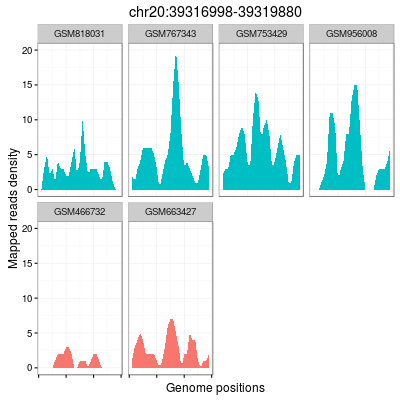 chr20:39316998-39319880
GSM818031 GSM767343 GSM753429 GSM956008
20
15
10
5
0
GSM466732 GSM663427
20
15
10
5
0
Mapped reads density
Genome positions